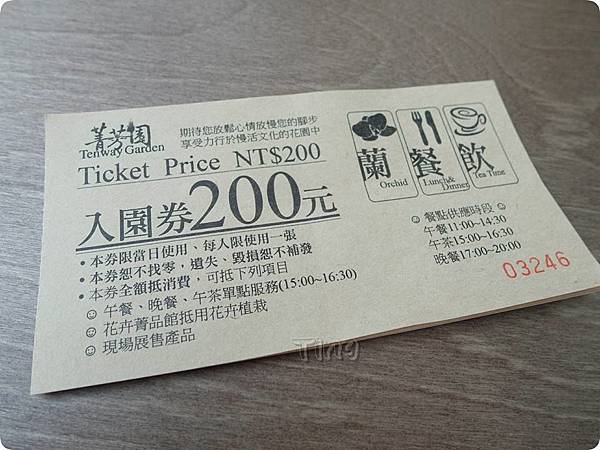 菁芳園
Tenway Garden
期待您放鬆心情放慢您的腳步
享受力行於慢活文化的花園中
Ticket Price NT$200
入園券200元
• 本券限當日使用、每人限使用一張
• 本券恕不找零，遺失、毀損恕不補發
• 本券全額抵消費，可抵下列項目
☺ 午餐、晚餐、午茶單點服務(15:00~16:30)
☺ 花卉菁品館抵用花卉植栽
☺ 現場展售產品
蘭
Orchid
餐
Lunch&
Dinner
飲
Tea Time
☺ 餐點供應時段 ☺
午餐11:00~14:30
午茶15:00~16:30
晚餐17:00~20:00
03246
Tiny